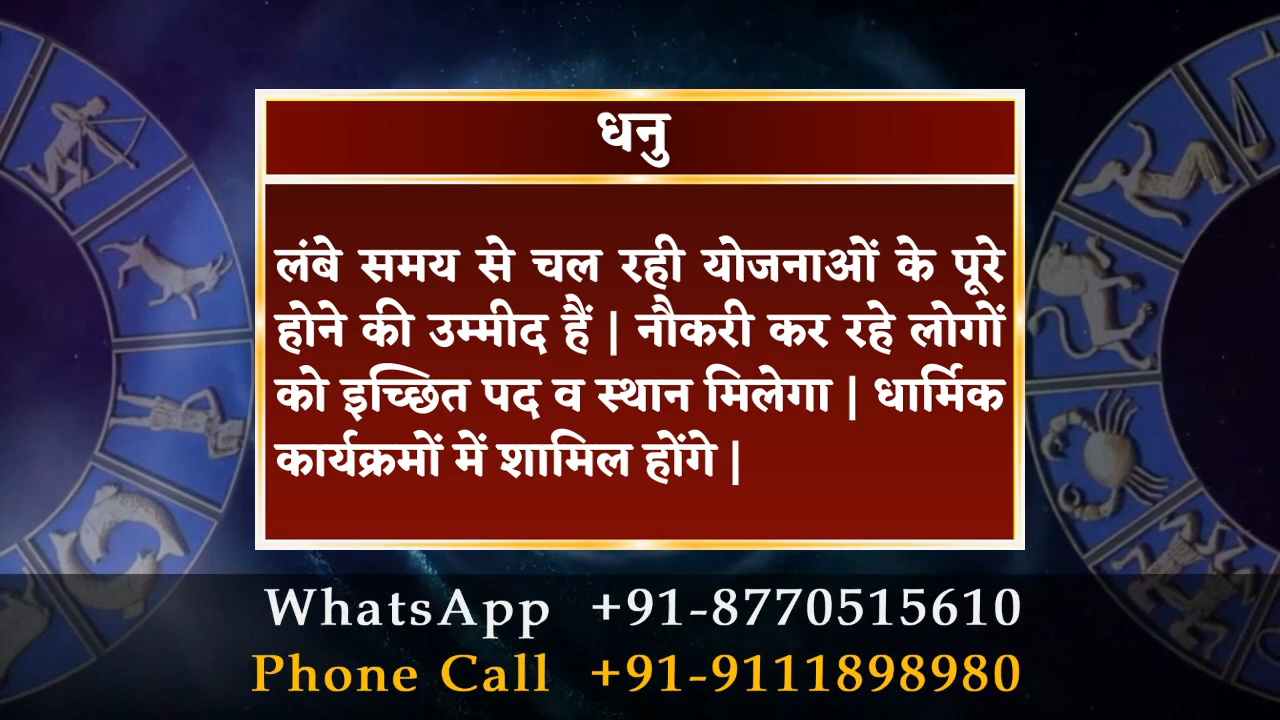 धनु
लंबे समय से चल रही योजनाओं के पूरे
होने की उम्मीद हैं |  नौकरी कर रहे लोगों
को इच्छित पद व स्थान मिलेगा | धार्मिक
कार्यक्रमों में शामिल होंगे |
WhatsApp +91-8770515610
Phone Call +91-9111898980